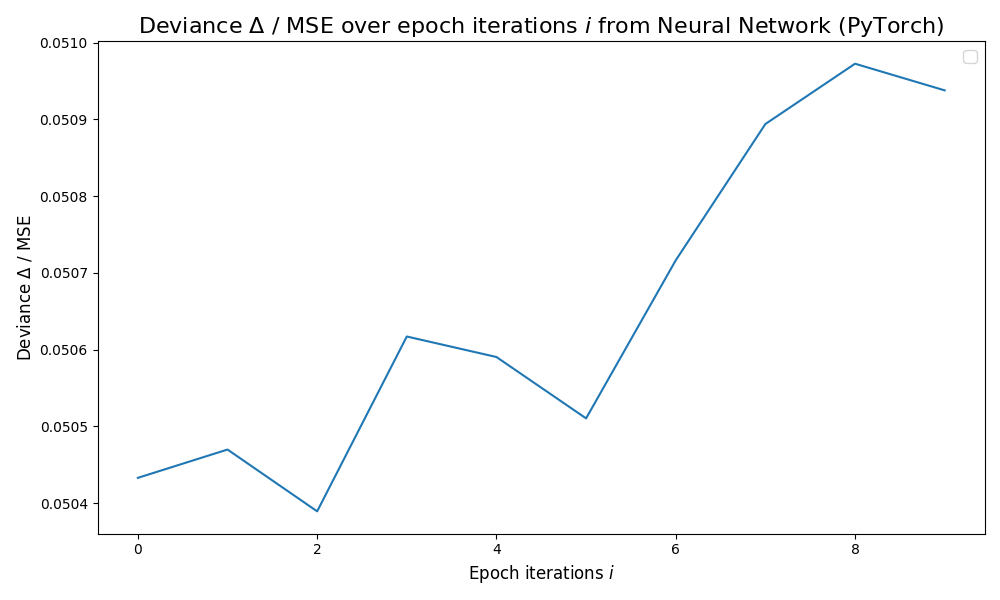 Deviance Δ / MSE over epoch iterations i from Neural Network (PyTorch)
0.0510
0.0509
0.0508
0.0507
0.0506
0.0505
0.0504
Deviance Δ / MSE
0 2 4 6 8
Epoch iterations i